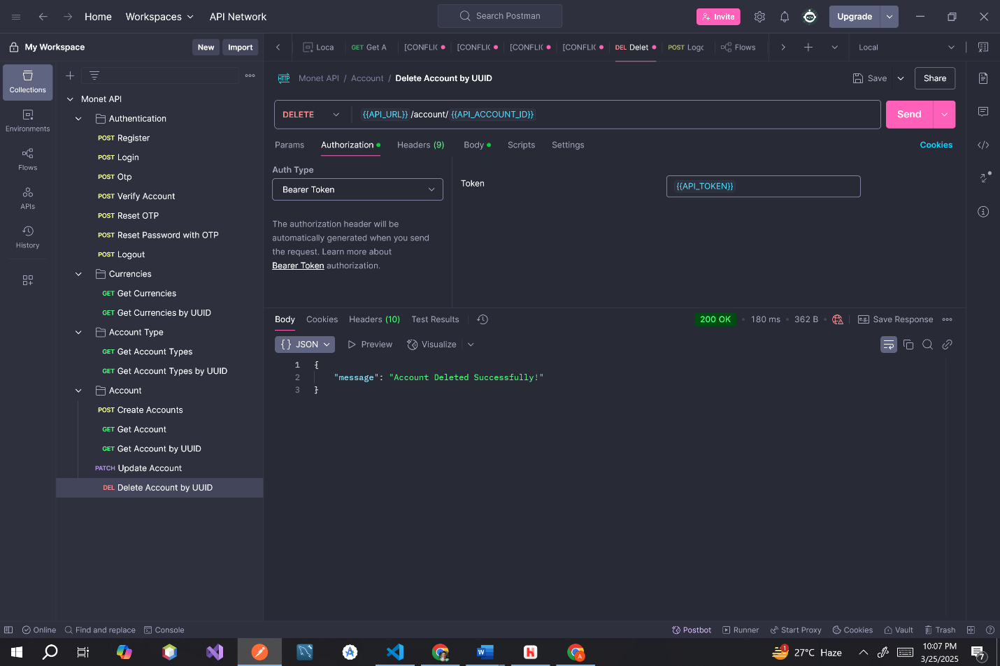 Home Workspaces API Network Search Postman Invite Upgrade
My Workspace New Import Loca GET Get A [CONFLIC [CONFLIC [CONFLIC [CONFLIC DEL Delet POST Logo Flows Local
Collections
Environments
Flows
APIs
History
Monet API
Authentication
POST Register
POST Login
POST Otp
POST Verify Account
POST Reset OTP
POST Reset Password with OTP
POST Logout
Currencies
GET Get Currencies
GET Get Currencies by UUID
Account Type
GET Get Account Types
GET Get Account Types by UUID
Account
POST Create Accounts
GET Get Account
GET Get Account by UUID
PATCH Update Account
DEL Delete Account by UUID
HTTP Monet API / Account / Delete Account by UUID Save Share
DELETE {{API_URL}} /account/ {{API_ACCOUNT_ID}} Send
Params Authorization Headers (9) Body Scripts Settings Cookies
Auth Type
Bearer Token
Token {{API_TOKEN}}
The authorization header will be
automatically generated when you send
the request. Learn more about
Bearer Token authorization.
Body Cookies Headers (10) Test Results 200 OK 180 ms 362 B e.g. Save Response
{} JSON Preview Visualize
1 {
2 "message": "Account Deleted Successfully!"
3 }
Online Find and replace Console Postbot Runner Start Proxy Cookies Vault Trash
1 27°C Haze 10:07 PM
3/25/2025 7